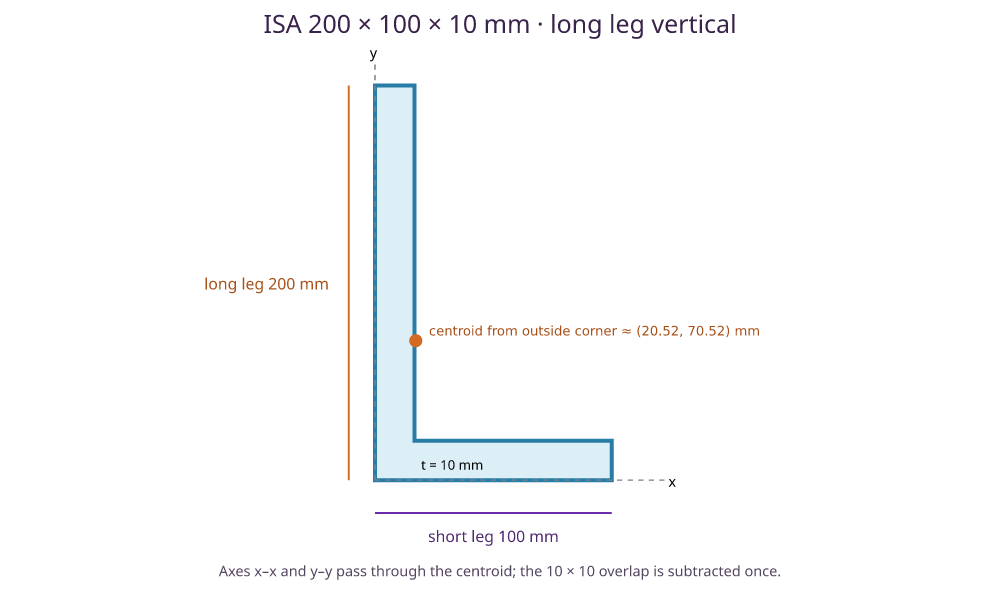 ISA 200 × 100 × 10 mm · long leg vertical
y
long leg 200 mm
centroid from outside corner ≈ (20.52, 70.52) mm
t = 10 mm
x
short leg 100 mm
Axes x–x and y–y pass through the centroid; the 10 × 10 overlap is subtracted once.